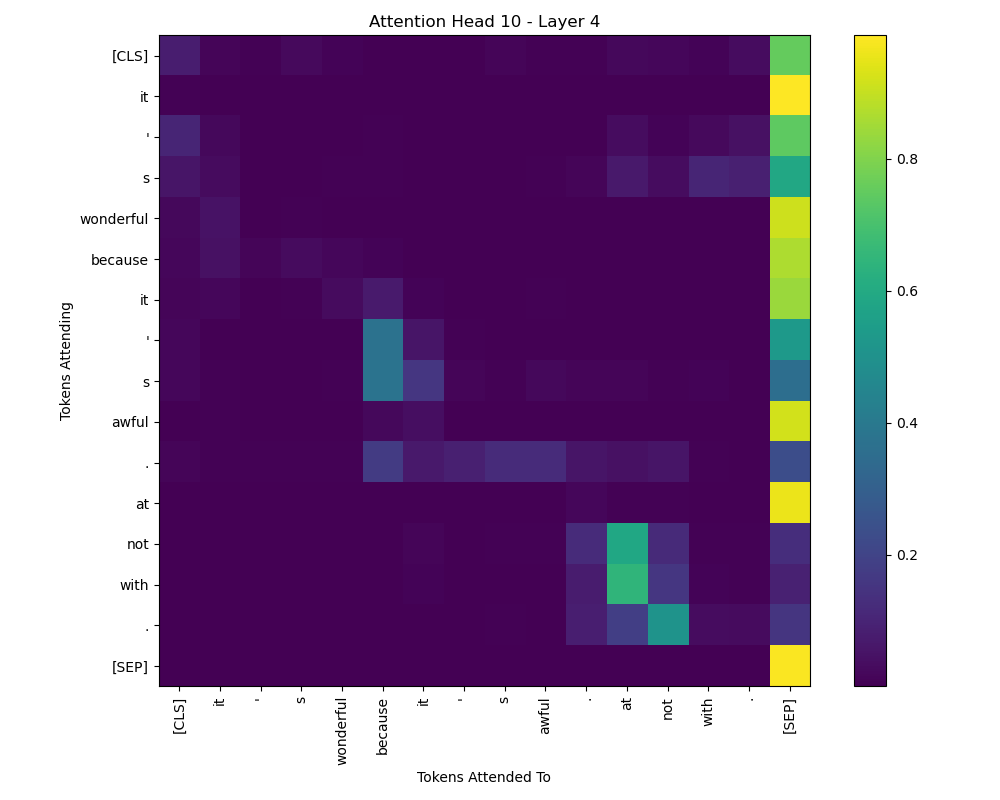 Attention Head 10 - Layer 4
[CLS]
it
'
s
wonderful
because
it
'
s
awful
.
at
not
with
.
[SEP]
Tokens Attending
[CLS]
it
'
s
wonderful
because
it
'
s
awful
.
at
not
with
.
[SEP]
Tokens Attended To
0.8
0.6
0.4
0.2